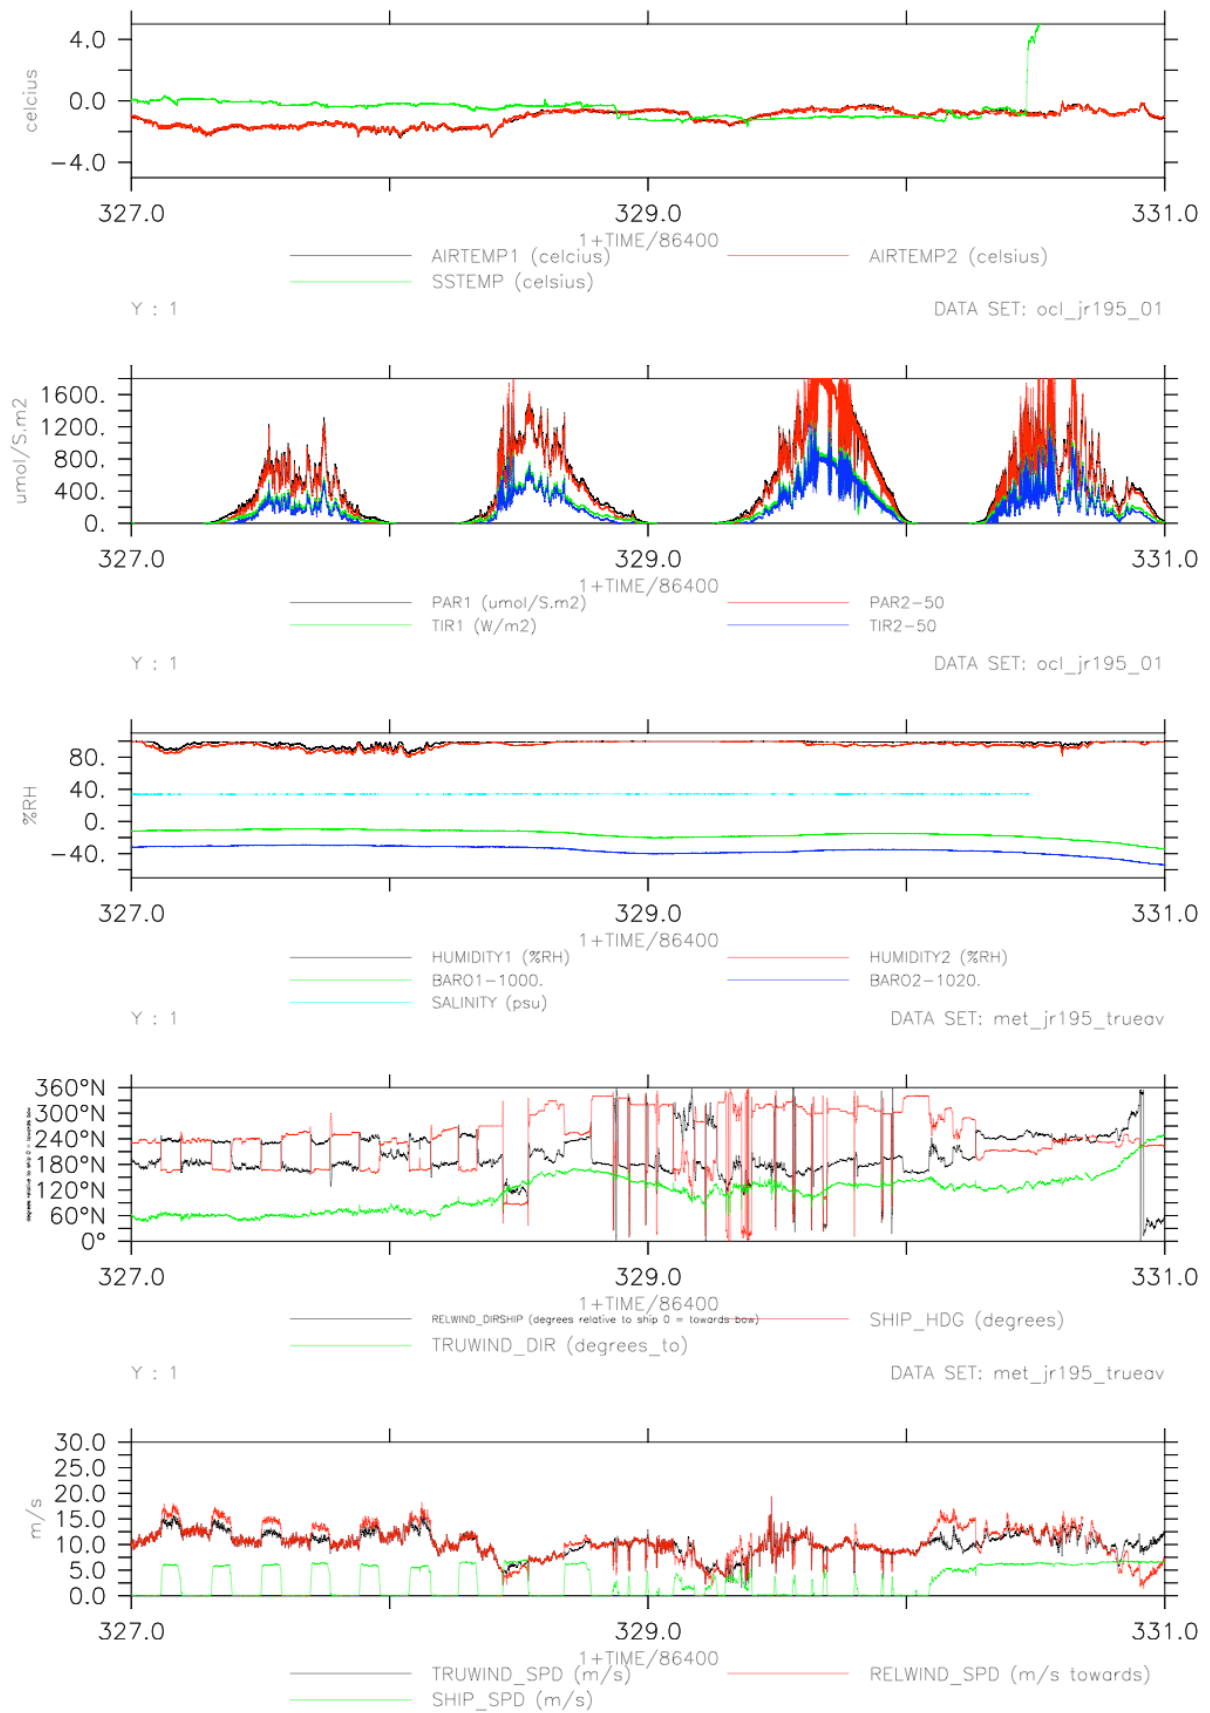 4.0
0.0
−4.0
celcius
327.0 329.0 331.0
1+TIME/86400
AIRTEMP1 (celcius) AIRTEMP2 (celsius)
SSTEMP (celsius)
Y : 1 DATA SET: ocl_jr195_01
1600.
1200.
800.
400.
0.
umol/S.m2
327.0 329.0 331.0
1+TIME/86400
PAR1 (umol/S.m2) PAR2−50
TIR1 (W/m2) TIR2−50
Y : 1 DATA SET: ocl_jr195_01
80.
40.
0.
−40.
%RH
327.0 329.0 331.0
1+TIME/86400
HUMIDITY1 (%RH) HUMIDITY2 (%RH)
BARO1−1000. BARO2−1020.
SALINITY (psu)
Y : 1 DATA SET: met_jr195_trueav
360°N
300°N
240°N
180°N
120°N
60°N
0°
degrees relative to ship 0 = towards bow
327.0 329.0 331.0
1+TIME/86400
RELWIND_DIRSHIP (degrees relative to ship 0 = towards bow) SHIP_HDG (degrees)
TRUWIND_DIR (degrees_to)
Y : 1 DATA SET: met_jr195_trueav
30.0
25.0
20.0
15.0
10.0
5.0
0.0
m/s
327.0 329.0 331.0
1+TIME/86400
TRUWIND_SPD (m/s) RELWIND_SPD (m/s towards)
SHIP_SPD (m/s)